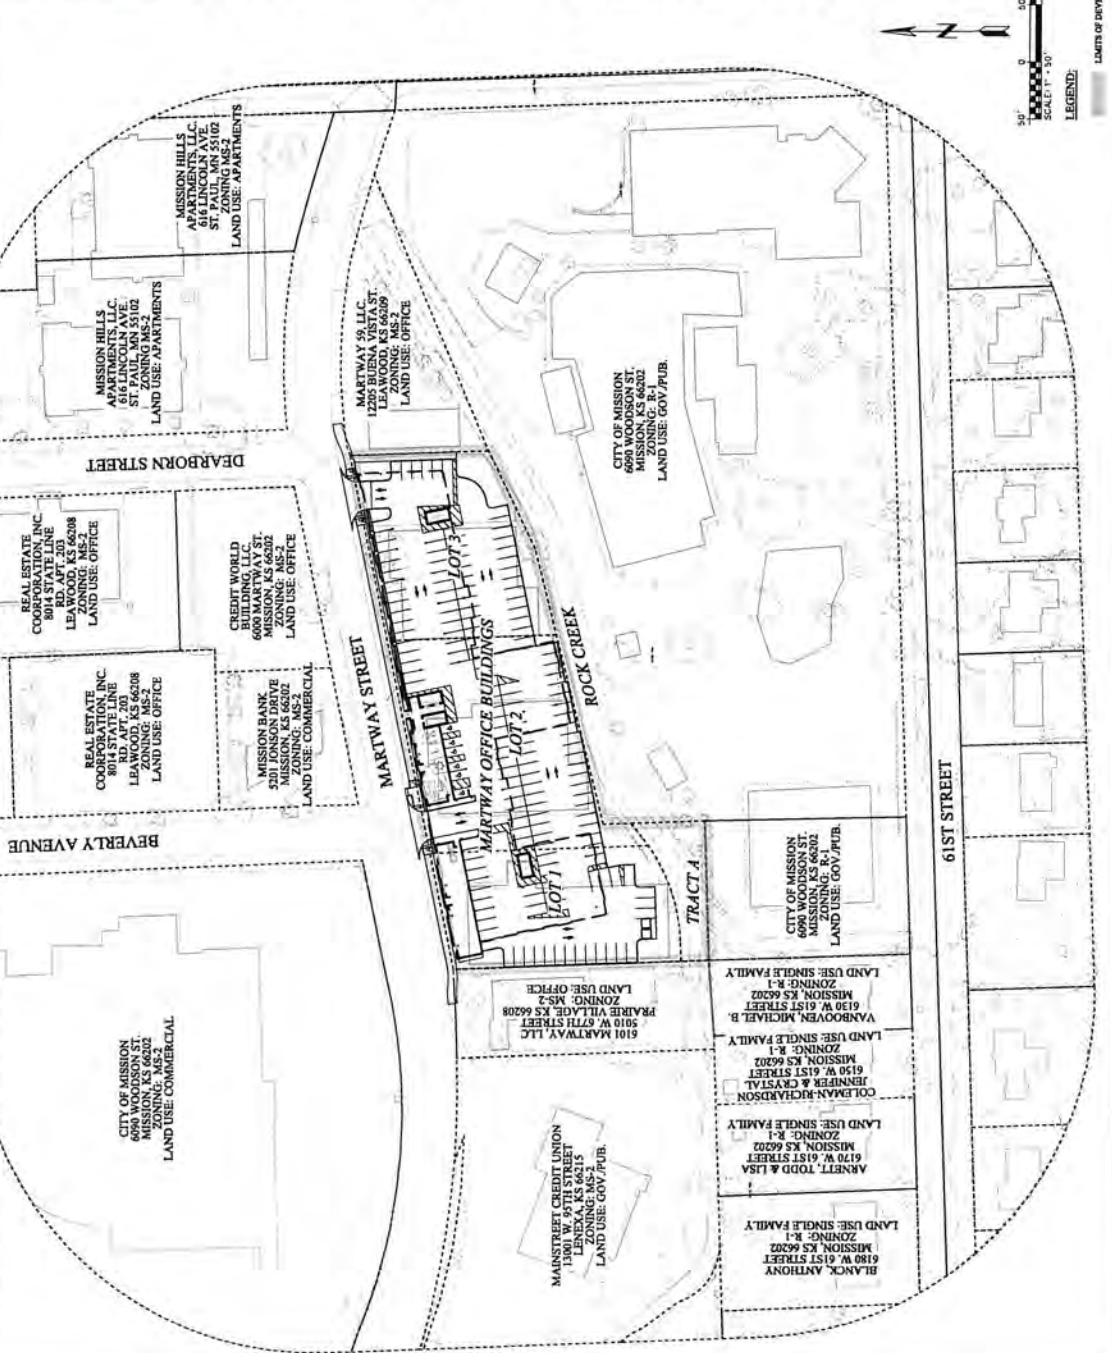 N
50'
0
50
SCALE: 1" = 50'
LEGEND:
LIMITS OF DEV
MISSION HILLS
APARTMENTS, LLC.
616 LINCOLN AVE.
ST. PAUL, MN 55102
ZONING MS-2
LAND USE: APARTMENTS
MISSION HILLS
APARTMENTS, LLC.
616 LINCOLN AVE.
ST. PAUL, MN 55102
ZONING MS-2
LAND USE: APARTMENTS
MARTWAY 59, LLC.
12205 BUENA VISTA ST.
LEAWOOD, KS 66209
ZONING: MS-2
LAND USE: OFFICE
CITY OF MISSION
6090 WOODSON ST.
MISSION, KS 66202
ZONING: R-1
LAND USE: GOV./PUB.
DEARBORN STREET
REAL ESTATE
COORPORATION, INC.
8014 STATE LINE
RD. APT. 203
LEAWOOD, KS 66208
ZONING: MS-2
LAND USE: OFFICE
CREDIT WORLD
BUILDING, LLC.
6000 MARTWAY ST.
MISSION, KS 66202
ZONING: MS-2
LAND USE: OFFICE
REAL ESTATE
COORPORATION, INC.
8014 STATE LINE
RD. APT. 203
LEAWOOD, KS 66208
ZONING: MS-2
LAND USE: OFFICE
MISSION BANK
5201 JONSON DRIVE
MISSION, KS 66202
ZONING: MS-2
LAND USE: COMMERCIAL
MARTWAY STREET
LOT 3
MARTWAY OFFICE BUILDINGS
LOT 2
LOT 1
ROCK CREEK
TRACT A
BEVERLY AVENUE
61ST STREET
CITY OF MISSION
6090 WOODSON ST.
MISSION, KS 66202
ZONING: R-1
LAND USE: GOV./PUB.
CITY OF MISSION
6090 WOODSON ST.
MISSION, KS 66202
ZONING: MS-2
LAND USE: COMMERCIAL
6101 MARTWAY, LLC
5010 W. 67TH STREET
PRAIRIE VILLAGE, KS 66208
ZONING: MS-2
LAND USE: OFFICE
VANBOOVEN, MICHAEL B.
6130 W. 61ST STREET
MISSION, KS 66202
ZONING: R-1
LAND USE: SINGLE FAMILY
COLEMAN-RICHARDSON
JENNIFER & CRYSTAL
6150 W. 61ST STREET
MISSION, KS 66202
ZONING: R-1
LAND USE: SINGLE FAMILY
ARNETT, TODD & LISA
6170 W. 61ST STREET
MISSION, KS 66202
ZONING: R-1
LAND USE: SINGLE FAMILY
BLANCK, ANTHONY
6180 W. 61ST STREET
MISSION, KS 66202
ZONING: R-1
LAND USE: SINGLE FAMILY
MAINSTREET CREDIT UNION
13001 W. 95TH STREET
LENEXA, KS 66215
ZONING: MS-2
LAND USE: GOV./PUB.